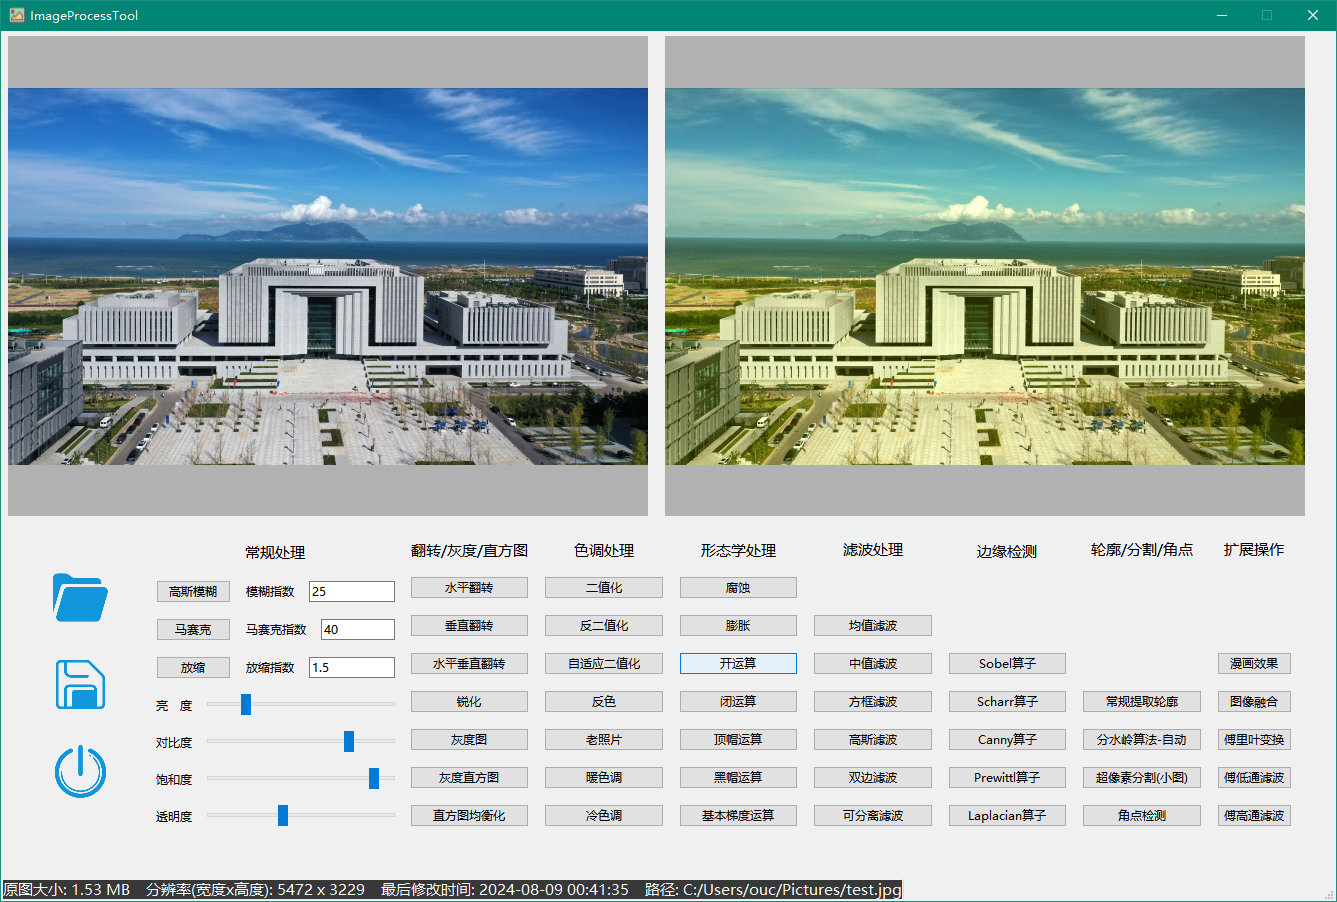 ImageProcessTool
常规处理
翻转/灰度/直方图
色调处理
形态学处理
滤波处理
边缘检测
轮廓/分割/角点
扩展操作
高斯模糊 模糊指数 25
马赛克 马赛克指数 40
放缩 放缩指数 1.5
亮 度
对比度
饱和度
透明度
水平翻转
垂直翻转
水平垂直翻转
锐化
灰度图
灰度直方图
直方图均衡化
二值化
反二值化
自适应二值化
反色
老照片
暖色调
冷色调
腐蚀
膨胀
开运算
闭运算
顶帽运算
黑帽运算
基本梯度运算
均值滤波
中值滤波
方框滤波
高斯滤波
双边滤波
可分离滤波
Sobel算子
Scharr算子
Canny算子
Prewittl算子
Laplacian算子
常规提取轮廓
分水岭算法-自动
超像素分割(小图)
角点检测
漫画效果
图像融合
傅里叶变换
傅低通滤波
傅高通滤波
原图大小: 1.53 MB 分辨率(宽度x高度): 5472 x 3229 最后修改时间: 2024-08-09 00:41:35 路径: C:/Users/ouc/Pictures/test.jpg